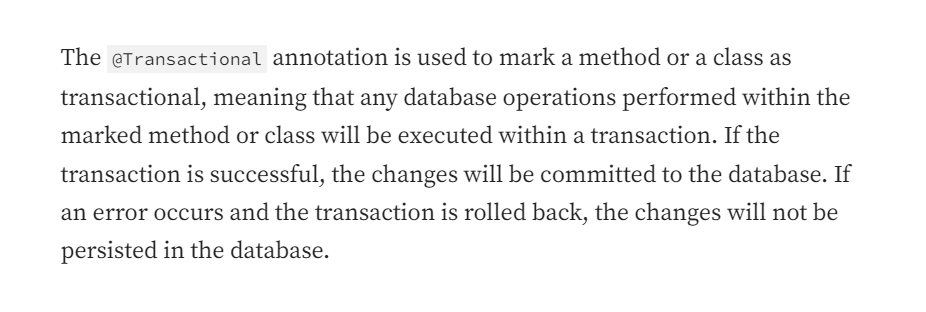 The @Transactional annotation is used to mark a method or a class as
transactional, meaning that any database operations performed within the
marked method or class will be executed within a transaction. If the
transaction is successful, the changes will be committed to the database. If
an error occurs and the transaction is rolled back, the changes will not be
persisted in the database.